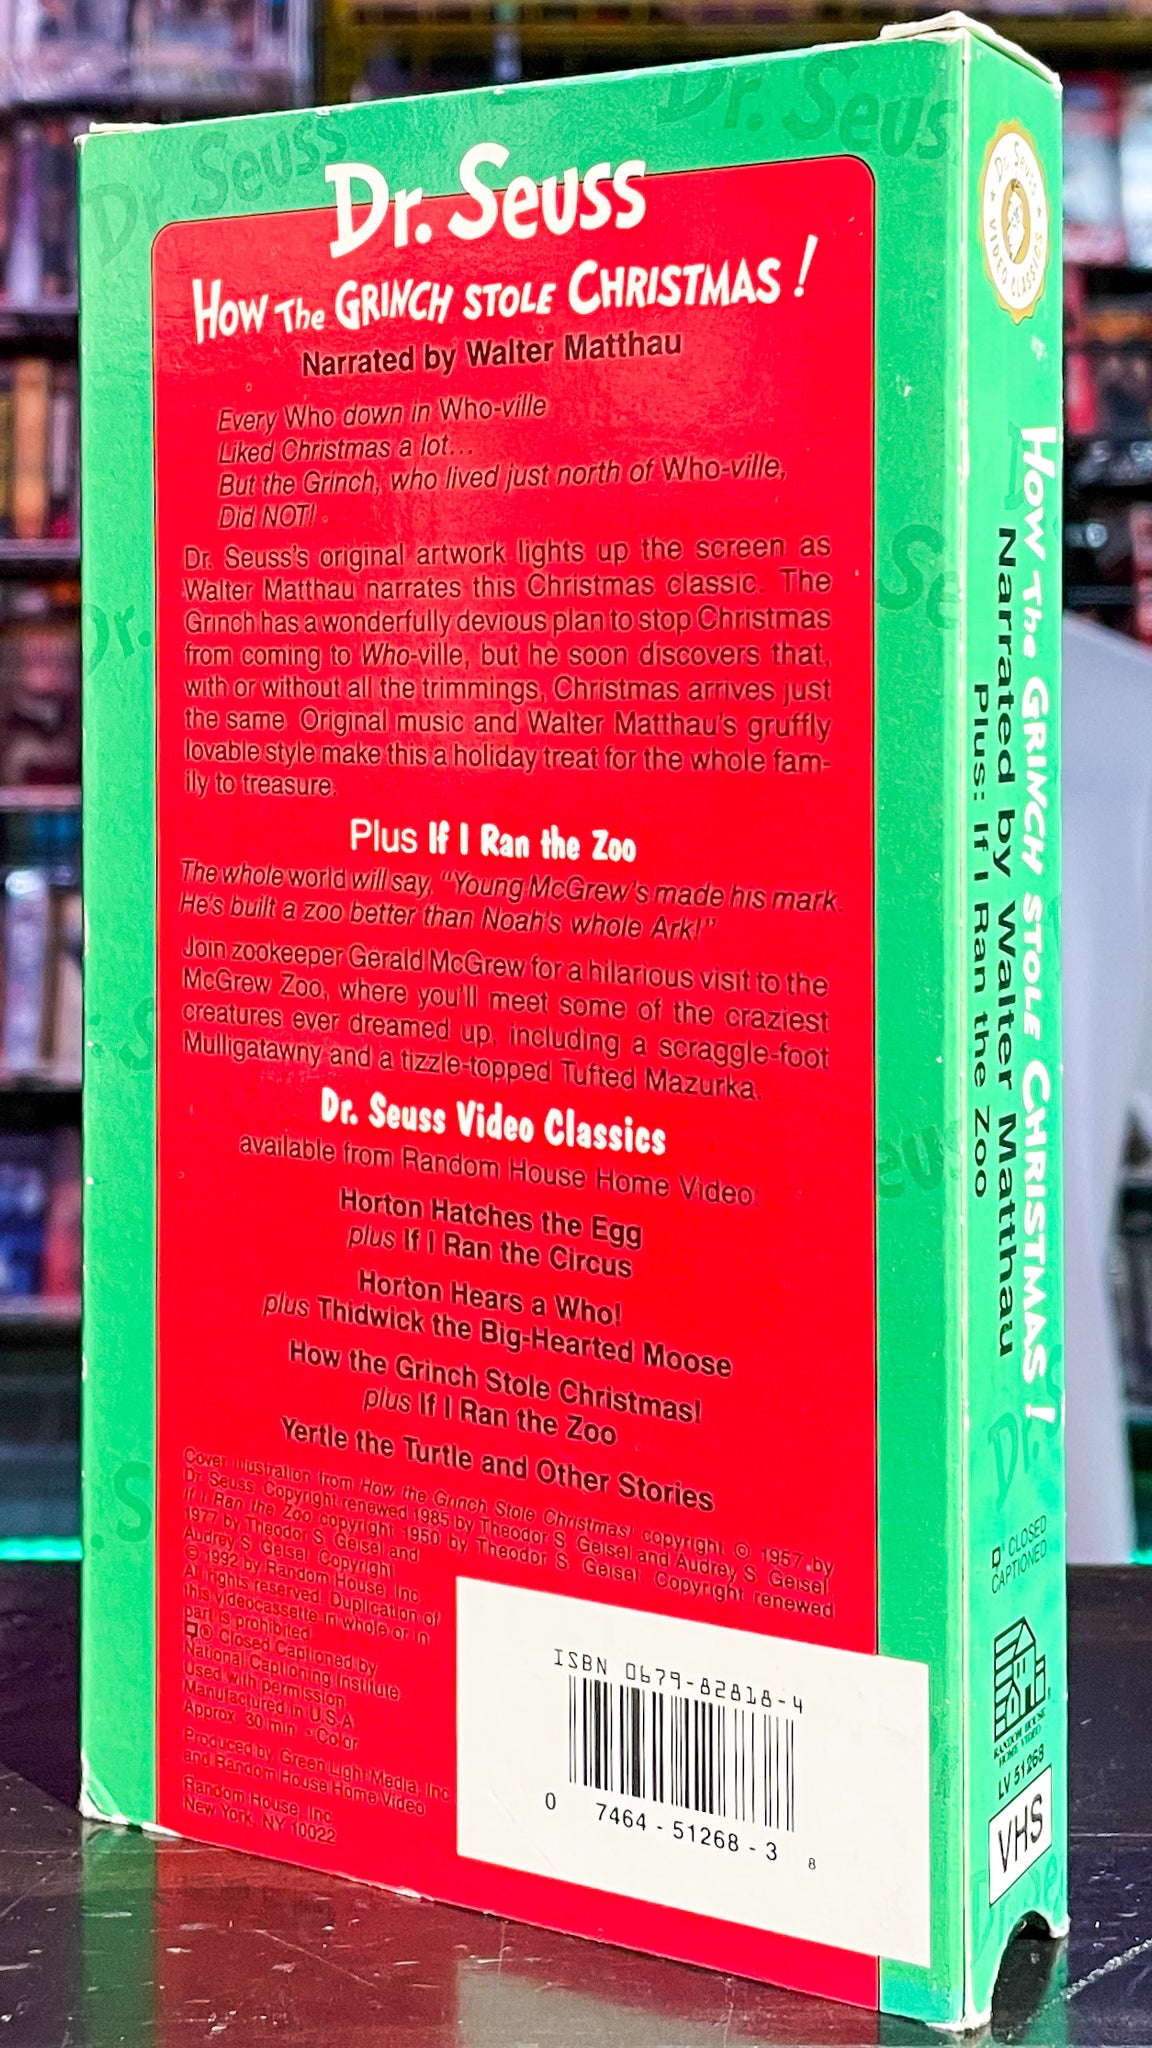 Dr. Seuss
HOW The GRINCH STOLE CHRISTMAS!
Narrated by Walter Matthau
Every Who down in Who-ville
Liked Christmas a lot...
But the Grinch, who lived just north of Who-ville,
Did NOT!
Dr. Seuss's original artwork lights up the screen as
Walter Matthau narrates this Christmas classic. The
Grinch has a wonderfully devious plan to stop Christmas
from coming to Who-ville, but he soon discovers that,
with or without all the trimmings, Christmas arrives just
the same. Original music and Walter Matthau's gruffly
lovable style make this a holiday treat for the whole fam-
ily to treasure.
Plus If I Ran the Zoo
The whole world will say, "Young McGrew's made his mark.
He's built a zoo better than Noah's whole Ark!"
Join zookeeper Gerald McGrew for a hilarious visit to the
McGrew Zoo, where you'll meet some of the craziest
creatures ever dreamed up, including a scraggle-foot
Mulligatawny and a tizzle-topped Tufted Mazurka.
Dr. Seuss Video Classics
available from Random House Home Video:
Horton Hatches the Egg
plus If I Ran the Circus
Horton Hears a Who!
plus Thidwick the Big-Hearted Moose
How the Grinch Stole Christmas!
plus If I Ran the Zoo
Yertle the Turtle and Other Stories
Cover illustration from How the Grinch Stole Christmas! copyright © 1957 by
Dr. Seuss. Copyright renewed 1985 by Theodor S. Geisel and Audrey S. Geisel.
If I Ran the Zoo copyright 1950 by Theodor S. Geisel. Copyright renewed
1977 by Theodor S. Geisel and
Audrey S. Geisel. Copyright
© 1992 by Random House, Inc.
All rights reserved. Duplication of
this videocassette in whole or in
part is prohibited.
® Closed Captioned by
National Captioning Institute
Used with permission
Manufactured in U.S.A.
Approx. 30 min. • Color
Produced by Green Light Media, Inc.
and Random House Home Video
Random House, Inc.
New York, NY 10022
ISBN 0679-82818-4
0 7464-51268-3 8
Dr. Seuss
VIDEO CLASSICS
HOW The GRINCH STOLE CHRISTMAS!
Narrated by Walter Matthau
Plus: If I Ran the Zoo
® CLOSED
CAPTIONED
RANDOM HOUSE
HOME VIDEO
LV 51268
VHS
Dr. Seuss
Dr. Seuss